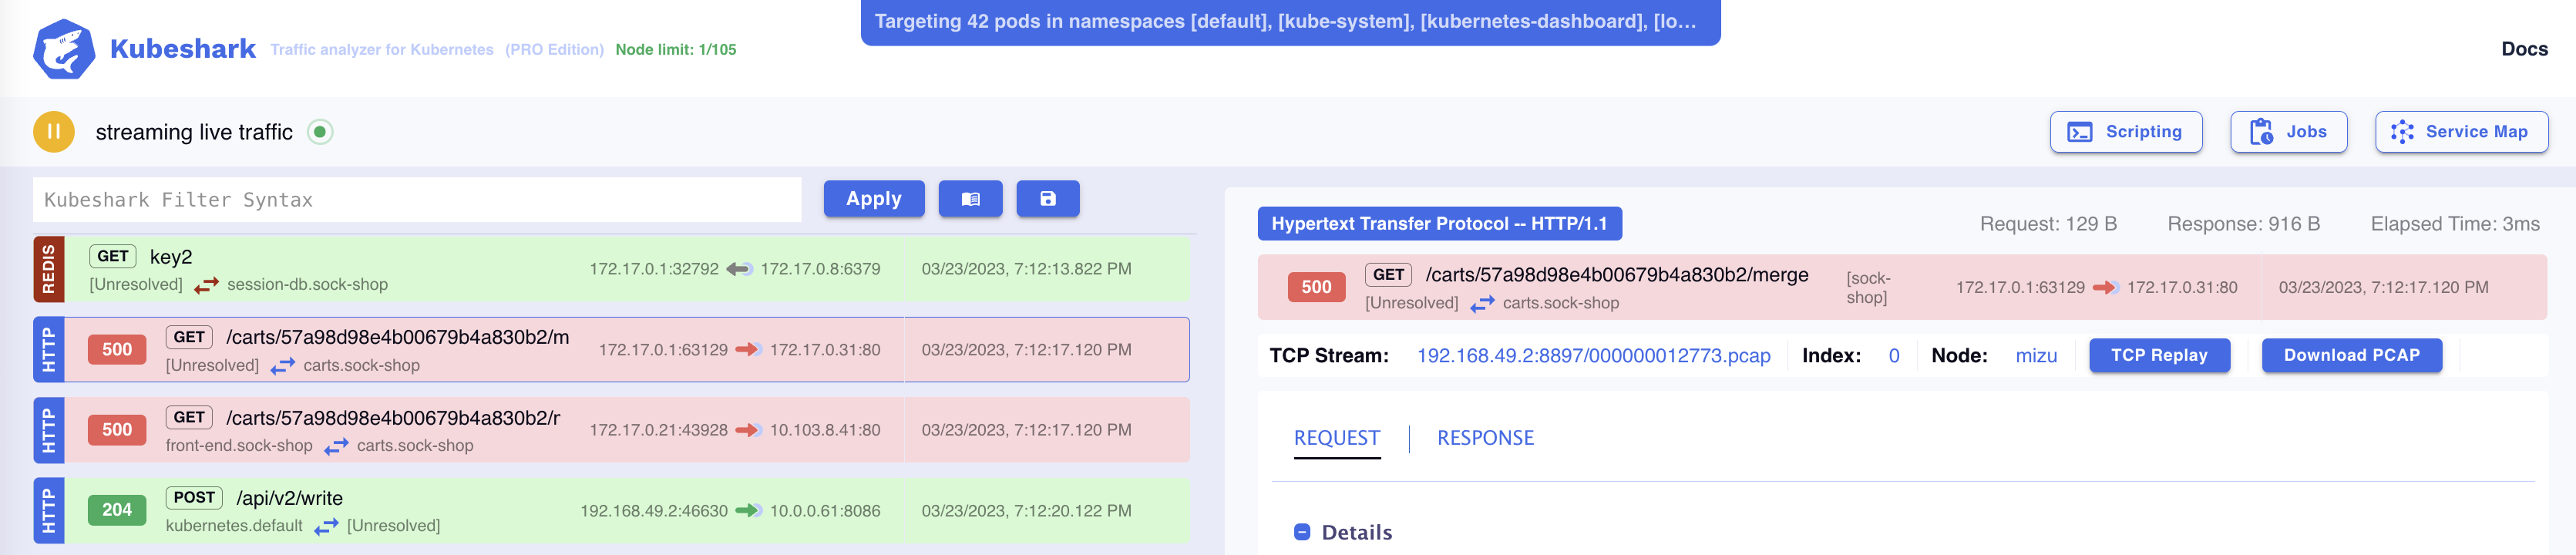 Targeting 42 pods in namespaces [default], [kube-system], [kubernetes-dashboard], [lo...
Kubeshark Traffic analyzer for Kubernetes (PRO Edition) Node limit: 1/105
Docs
streaming live traffic
Scripting Jobs Service Map
Kubeshark Filter Syntax
Apply
REDIS
GET key2
[Unresolved] session-db.sock-shop
172.17.0.1:32792 172.17.0.8:6379 03/23/2023, 7:12:13.822 PM
HTTP
500 GET /carts/57a98d98e4b00679b4a830b2/m
[Unresolved] carts.sock-shop
172.17.0.1:63129 172.17.0.31:80 03/23/2023, 7:12:17.120 PM
HTTP
500 GET /carts/57a98d98e4b00679b4a830b2/r
front-end.sock-shop carts.sock-shop
172.17.0.21:43928 10.103.8.41:80 03/23/2023, 7:12:17.120 PM
HTTP
204 POST /api/v2/write
kubernetes.default [Unresolved]
192.168.49.2:46630 10.0.0.61:8086 03/23/2023, 7:12:20.122 PM
Hypertext Transfer Protocol -- HTTP/1.1 Request: 129 B Response: 916 B Elapsed Time: 3ms
500 GET /carts/57a98d98e4b00679b4a830b2/merge
[Unresolved] carts.sock-shop
[sock-
shop]
172.17.0.1:63129 172.17.0.31:80 03/23/2023, 7:12:17.120 PM
TCP Stream: 192.168.49.2:8897/000000012773.pcap Index: 0 Node: mizu TCP Replay Download PCAP
REQUEST RESPONSE
Details